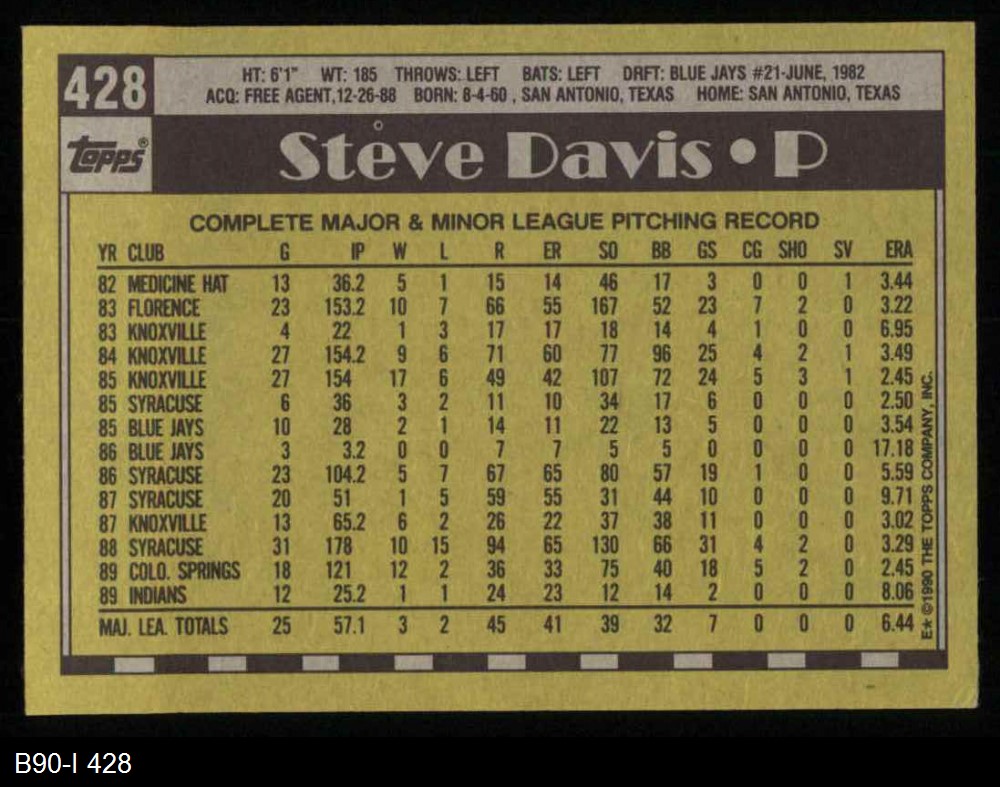 428
HT: 6'1" WT: 185 THROWS: LEFT BATS: LEFT DRFT: BLUE JAYS #21-JUNE, 1982
ACQ: FREE AGENT,12-26-88 BORN: 8-4-60 , SAN ANTONIO, TEXAS HOME: SAN ANTONIO, TEXAS
topps®
Steve Davis • P
COMPLETE MAJOR & MINOR LEAGUE PITCHING RECORD
YR CLUB G IP W L R ER SO BB GS CG SHO SV ERA
82 MEDICINE HAT 13 36.2 5 1 15 14 46 17 3 0 0 1 3.44
83 FLORENCE 23 153.2 10 7 66 55 167 52 23 7 2 0 3.22
83 KNOXVILLE 4 22 1 3 17 17 18 14 4 1 0 0 6.95
84 KNOXVILLE 27 154.2 9 6 71 60 77 96 25 4 2 1 3.49
85 KNOXVILLE 27 154 17 6 49 42 107 72 24 5 3 1 2.45
85 SYRACUSE 6 36 3 2 11 10 34 17 6 0 0 0 2.50
85 BLUE JAYS 10 28 2 1 14 11 22 13 5 0 0 0 3.54
86 BLUE JAYS 3 3.2 0 0 7 7 5 5 0 0 0 0 17.18
86 SYRACUSE 23 104.2 5 7 67 65 80 57 19 1 0 0 5.59
87 SYRACUSE 20 51 1 5 59 55 31 44 10 0 0 0 9.71
87 KNOXVILLE 13 65.2 6 2 26 22 37 38 11 0 0 0 3.02
88 SYRACUSE 31 178 10 15 94 65 130 66 31 4 2 0 3.29
89 COLO. SPRINGS 18 121 12 2 36 33 75 40 18 5 2 0 2.45
89 INDIANS 12 25.2 1 1 24 23 12 14 2 0 0 0 8.06
MAJ. LEA. TOTALS 25 57.1 3 2 45 41 39 32 7 0 0 0 6.44
E* ©1990 THE TOPPS COMPANY, INC.
B90-I 428